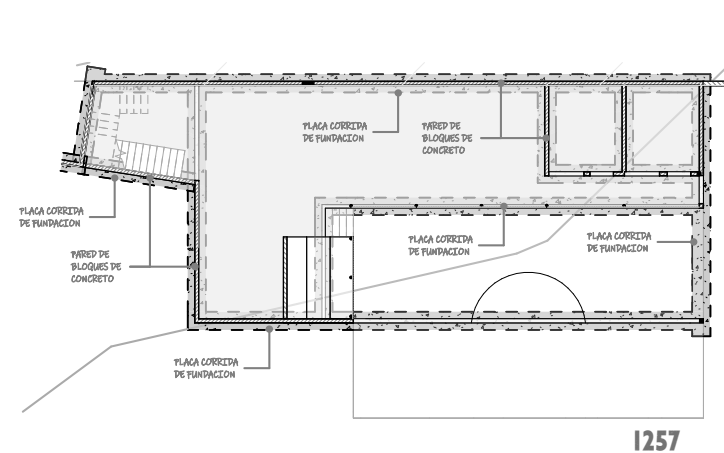 PLACA CORRIDA
DE FUNDACION
PARED DE
BLOQUES DE
CONCRETO
PLACA CORRIDA
DE FUNDACION
PLACA CORRIDA
DE FUNDACION
PLACA CORRIDA
DE FUNDACION
PARED DE
BLOQUES DE
CONCRETO
PLACA CORRIDA
DE FUNDACION
1257